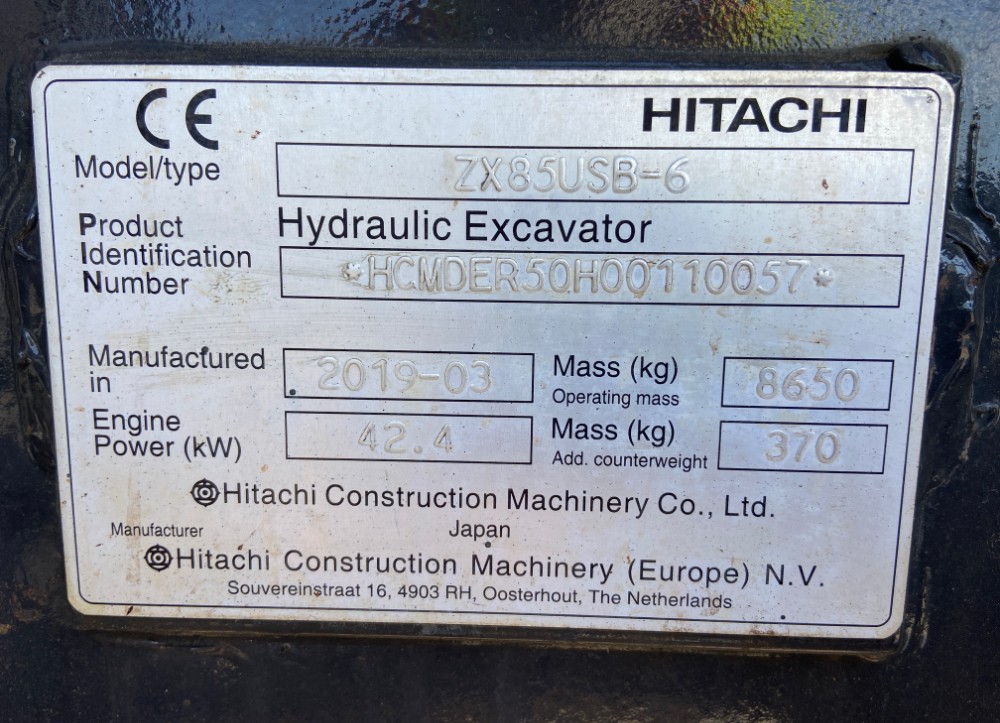 CE HITACHI
Model/type ZX85USB-6
Product Hydraulic Excavator
Identification *HCMDER50H00110057*
Number
Manufactured in 2019-03 Mass (kg) 8650
Operating mass
Engine Power (kW) 42.4 Mass (kg) 370
Add. counterweight
Hitachi Construction Machinery Co., Ltd.
Manufacturer Japan
Hitachi Construction Machinery (Europe) N.V.
Souvereinstraat 16, 4903 RH, Oosterhout, The Netherlands